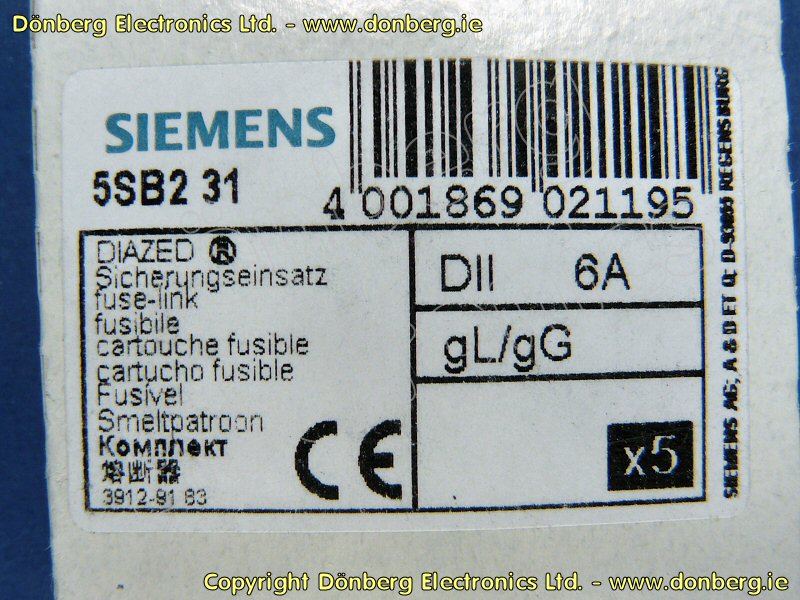 Dönberg Electronics Ltd. - www.donberg.ie
SIEMENS
5SB2 31
4 001869 021195
DIAZED ®
Sicherungseinsatz
fuse-link
fusibile
cartouche fusible
cartucho fusible
Fusível
Smeltpatroon
Комплект
熔断器
3912-91 63
CE
DII 6A
gL/gG
x5
SIEMENS AG; A & D ET Q; D-93055 REGENSBURG
Copyright Dönberg Electronics Ltd. - www.donberg.ie